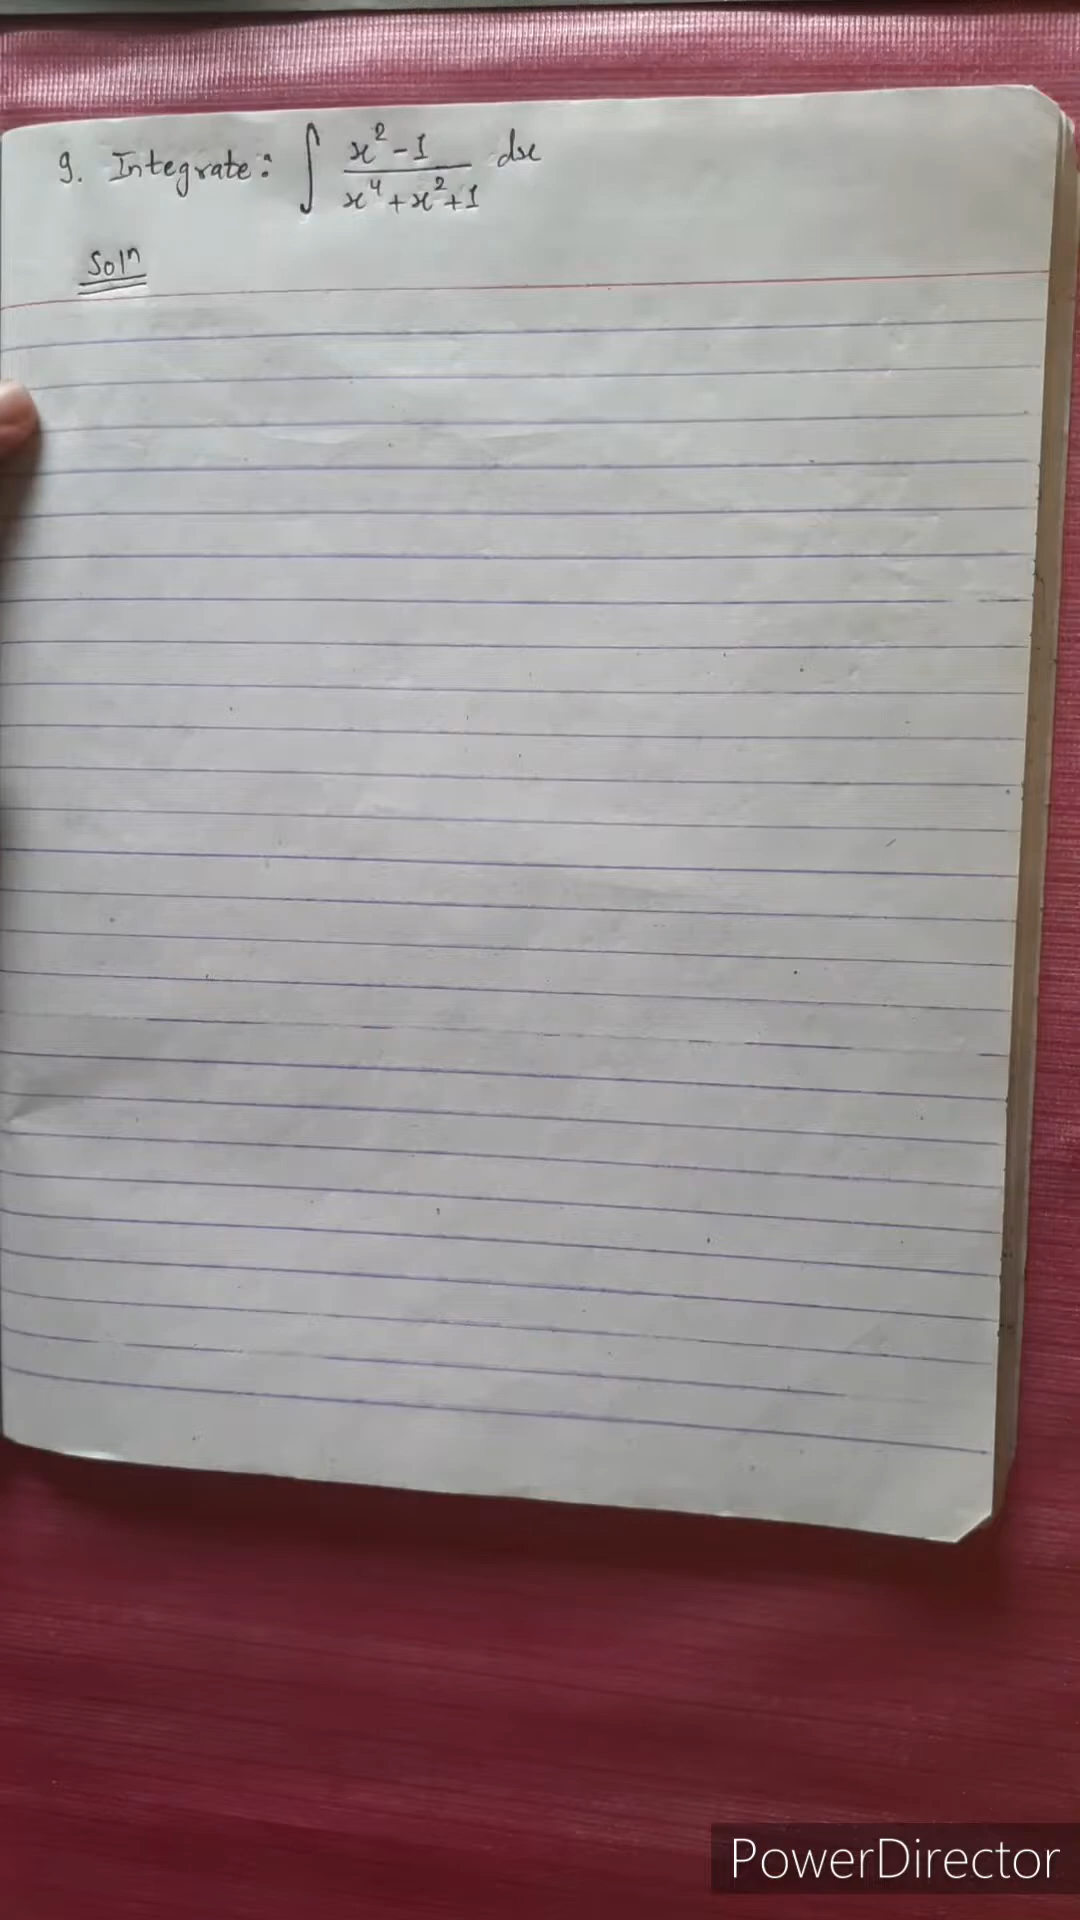 9. Integrate: ∫ x²-1 / x⁴+x²+1 dx
Solⁿ
PowerDirector